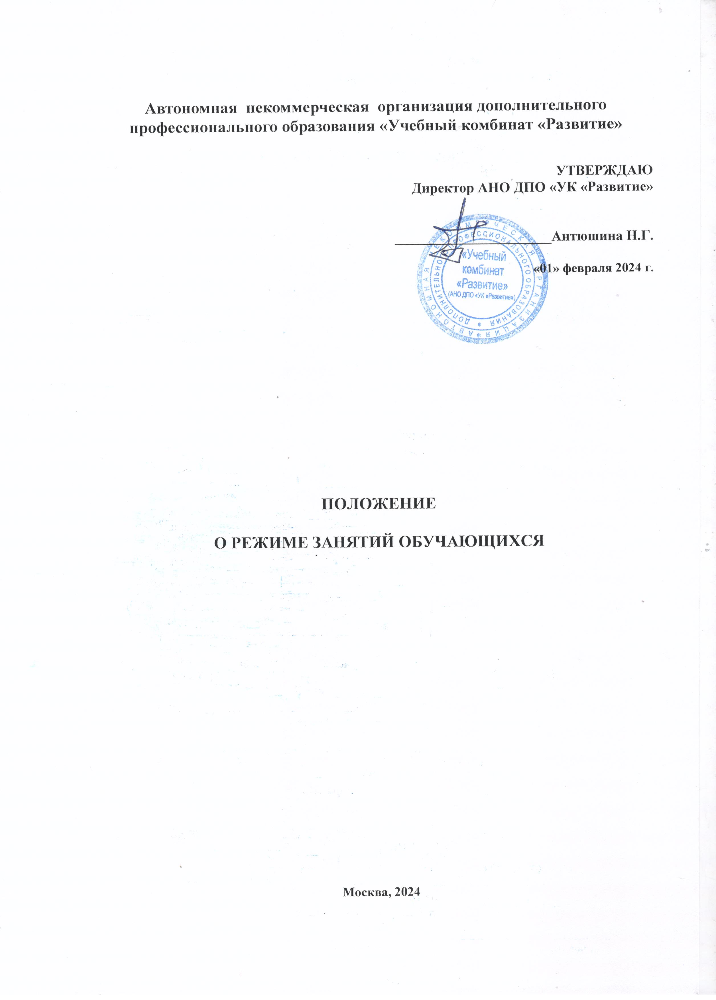 Автономная некоммерческая организация дополнительного
профессионального образования «Учебный комбинат «Развитие»
УТВЕРЖДАЮ
Директор АНО ДПО «УК «Развитие»
Антюшина Н.Г.
«01» февраля 2024 г.
АВТОНОМНАЯ НЕКОММЕРЧЕСКАЯ ОРГАНИЗАЦИЯ *
ДОПОЛНИТЕЛЬНОГО ПРОФЕССИОНАЛЬНОГО ОБРАЗОВАНИЯ *
«Учебный
комбинат
«Развитие»
(АНО ДПО «УК «Развитие»)
ПОЛОЖЕНИЕ
О РЕЖИМЕ ЗАНЯТИЙ ОБУЧАЮЩИХСЯ
Москва, 2024